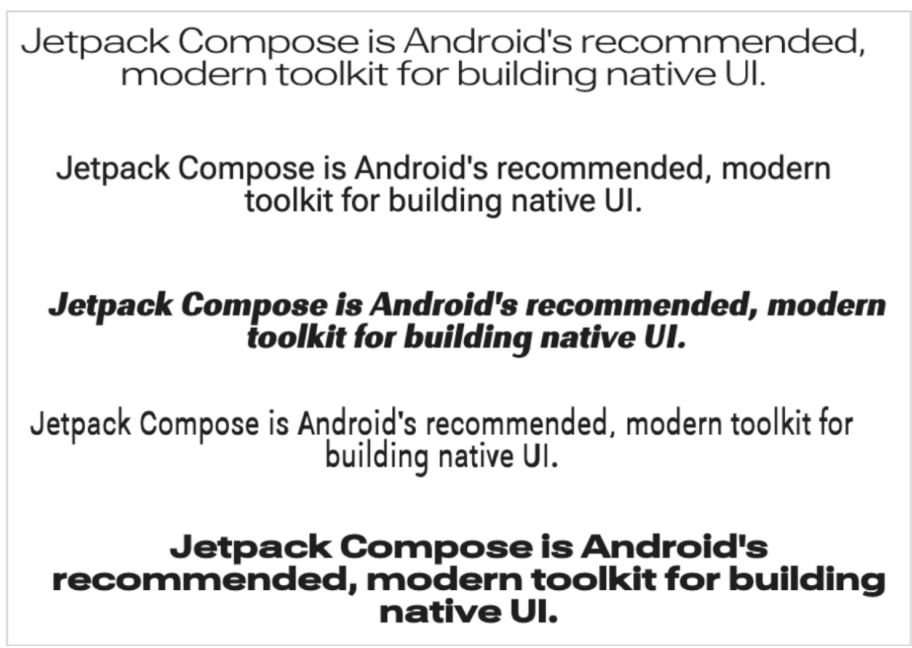 Jetpack Compose is Android's recommended,
modern toolkit for building native UI.
Jetpack Compose is Android's recommended, modern
toolkit for building native UI.
Jetpack Compose is Android's recommended, modern
toolkit for building native UI.
Jetpack Compose is Android's recommended, modern toolkit for
building native UI.
Jetpack Compose is Android's
recommended, modern toolkit for building
native UI.